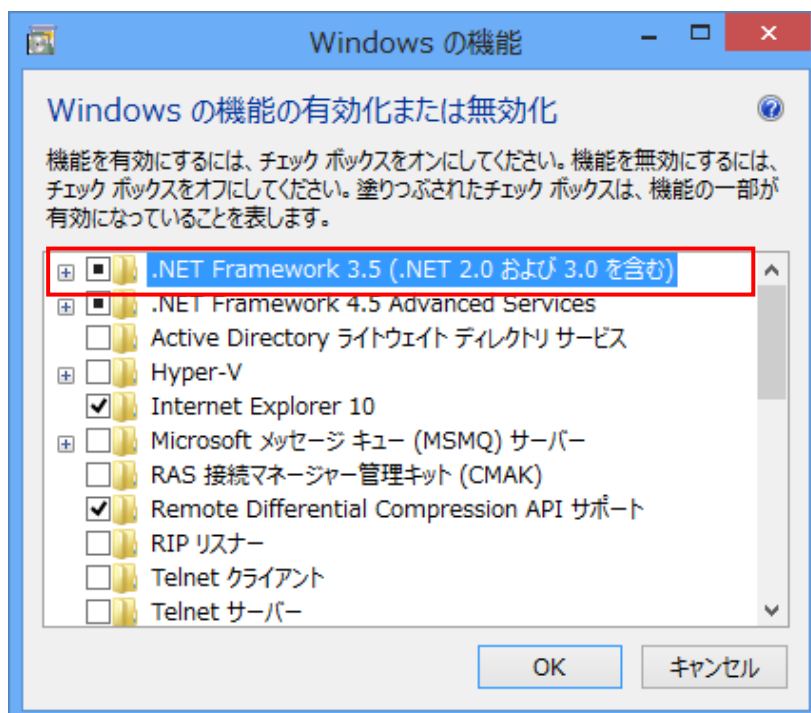 Windows の機能
Windows の機能の有効化または無効化
機能を有効にするには、チェック ボックスをオンにしてください。機能を無効にするには、
チェック ボックスをオフにしてください。塗りつぶされたチェック ボックスは、機能の一部が
有効になっていることを表します。
.NET Framework 3.5 (.NET 2.0 および 3.0 を含む)
.NET Framework 4.5 Advanced Services
Active Directory ライトウェイト ディレクトリ サービス
Hyper-V
Internet Explorer 10
Microsoft メッセージ キュー (MSMQ) サーバー
RAS 接続マネージャー管理キット (CMAK)
Remote Differential Compression API サポート
RIP リスナー
Telnet クライアント
Telnet サーバー
OK キャンセル